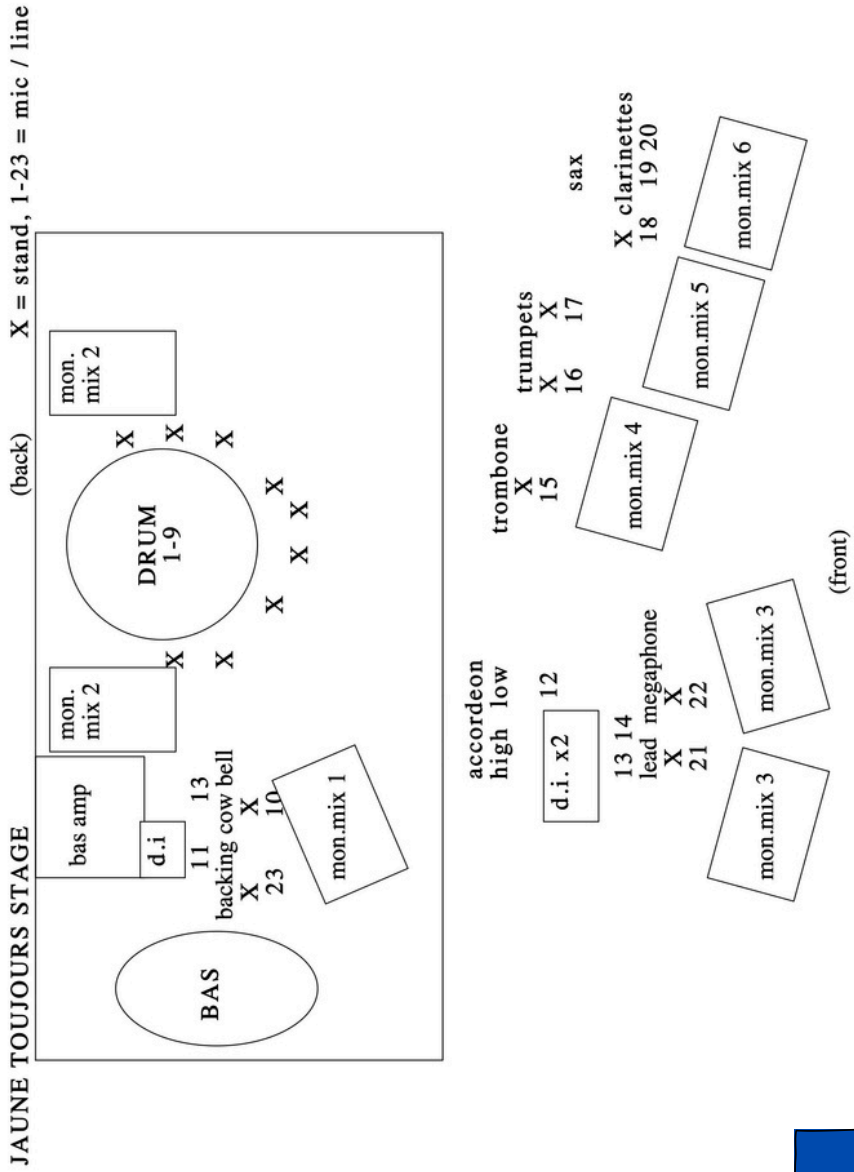 JAUNE TOUJOURS STAGE (back) X = stand, 1-23 = mic / line
bas amp
mon.
mix 2
mon.
mix 2
DRUM
1-9
X
X
X
X
X
X
X
X
X
BAS
d.i
11 13
backing cow bell
X X
23 10
mon.mix 1
accordeon
high low
d.i. x2
12
13 14
lead megaphone
X X
21 22
mon.mix 3
mon.mix 3
trombone
X
15
mon.mix 4
trumpets
X X
16 17
mon.mix 5
sax
X clarinettes
18 19 20
mon.mix 6
(front)